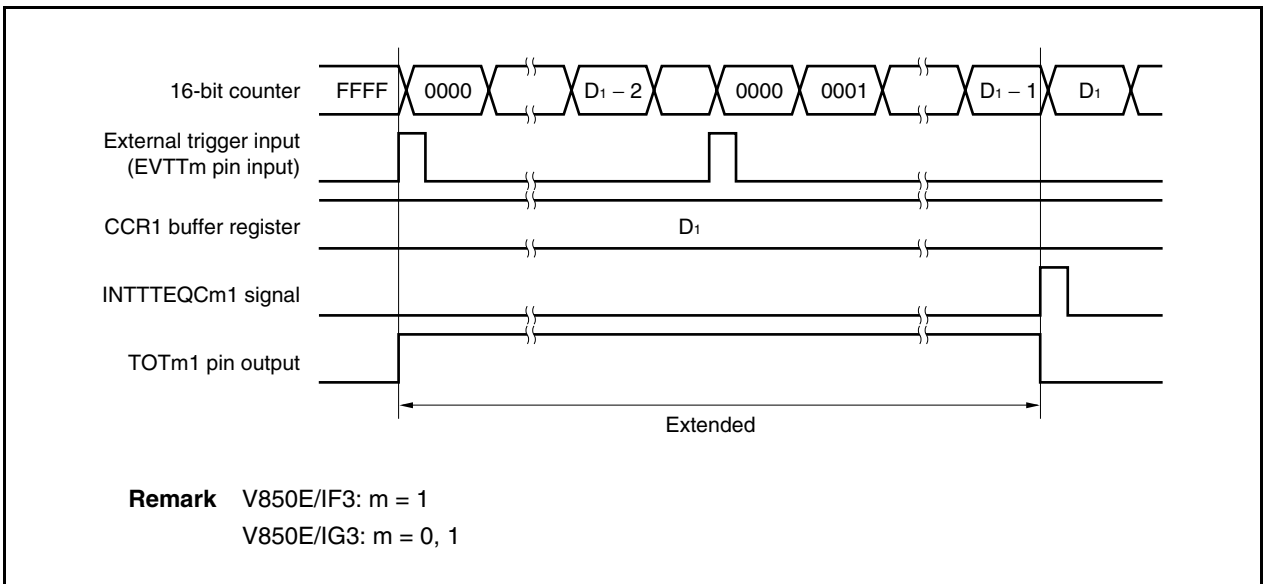 16-bit counter FFFF 0000 D1 − 2 0000 0001 D1 − 1 D1
External trigger input
(EVTTm pin input)
CCR1 buffer register D1
INTTTEQCm1 signal
TOTm1 pin output
Extended
Remark V850E/IF3: m = 1
V850E/IG3: m = 0, 1